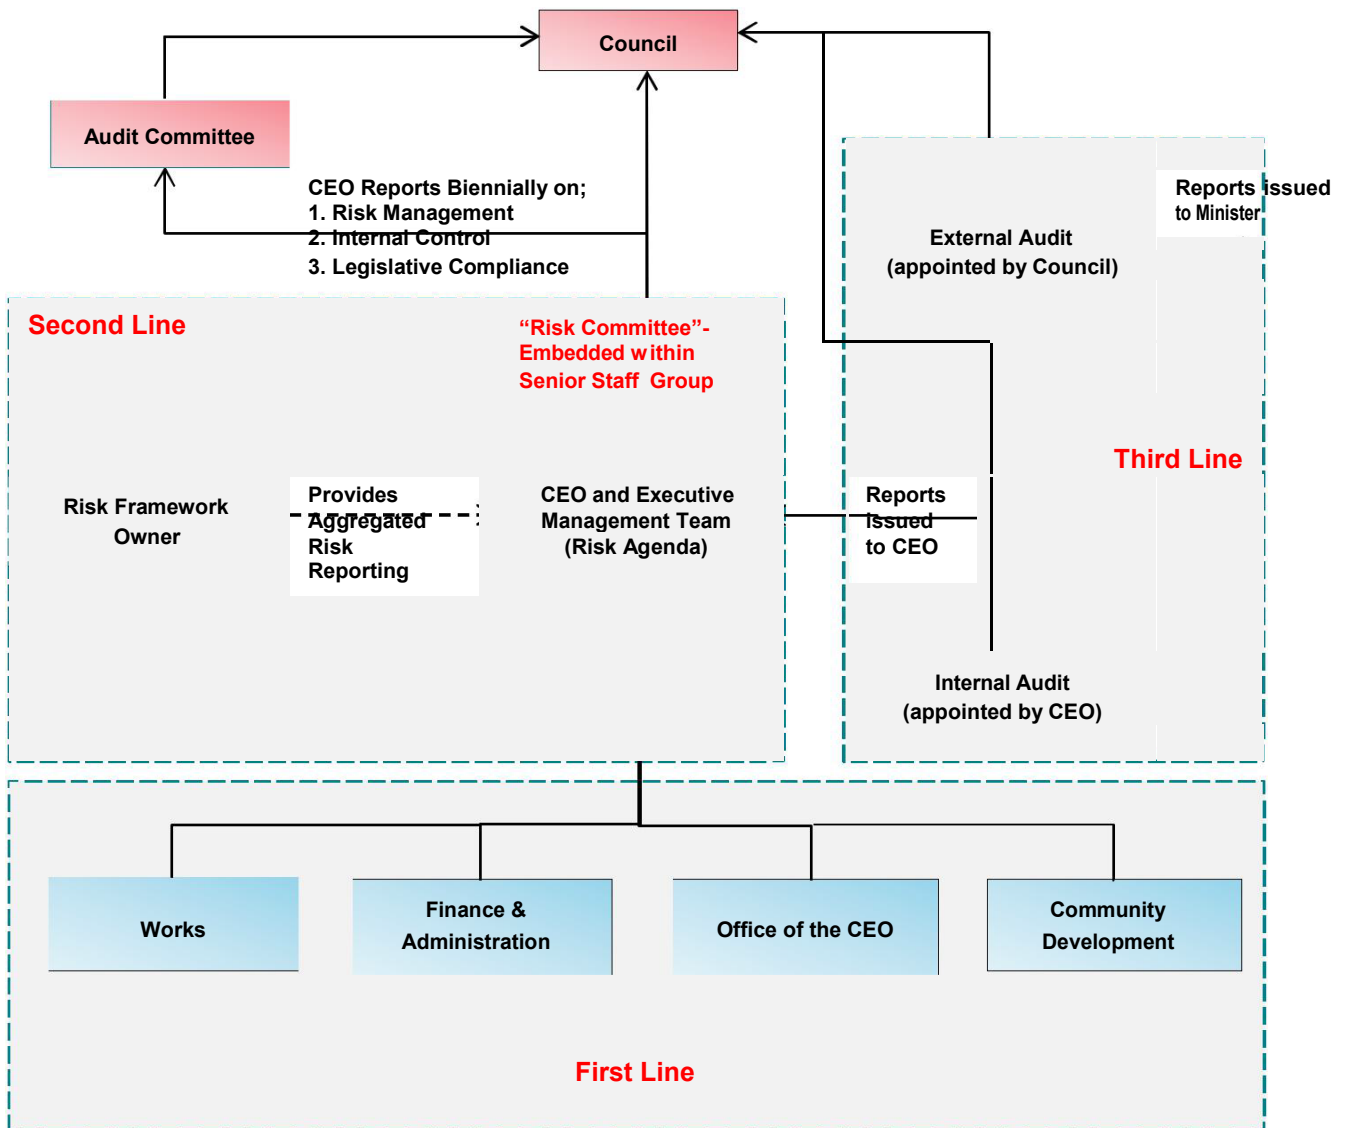 Council
Audit Committee
CEO Reports Biennially on;
1. Risk Management
2. Internal Control
3. Legislative Compliance
Reports issued
to Minister
External Audit
(appointed by Council)
Second Line
“Risk Committee”-
Embedded within
Senior Staff Group
Third Line
Risk Framework
Owner
Provides
Aggregated
Risk
Reporting
CEO and Executive
Management Team
(Risk Agenda)
Reports
issued
to CEO
Internal Audit
(appointed by CEO)
Works
Finance &
Administration
Office of the CEO
Community
Development
First Line